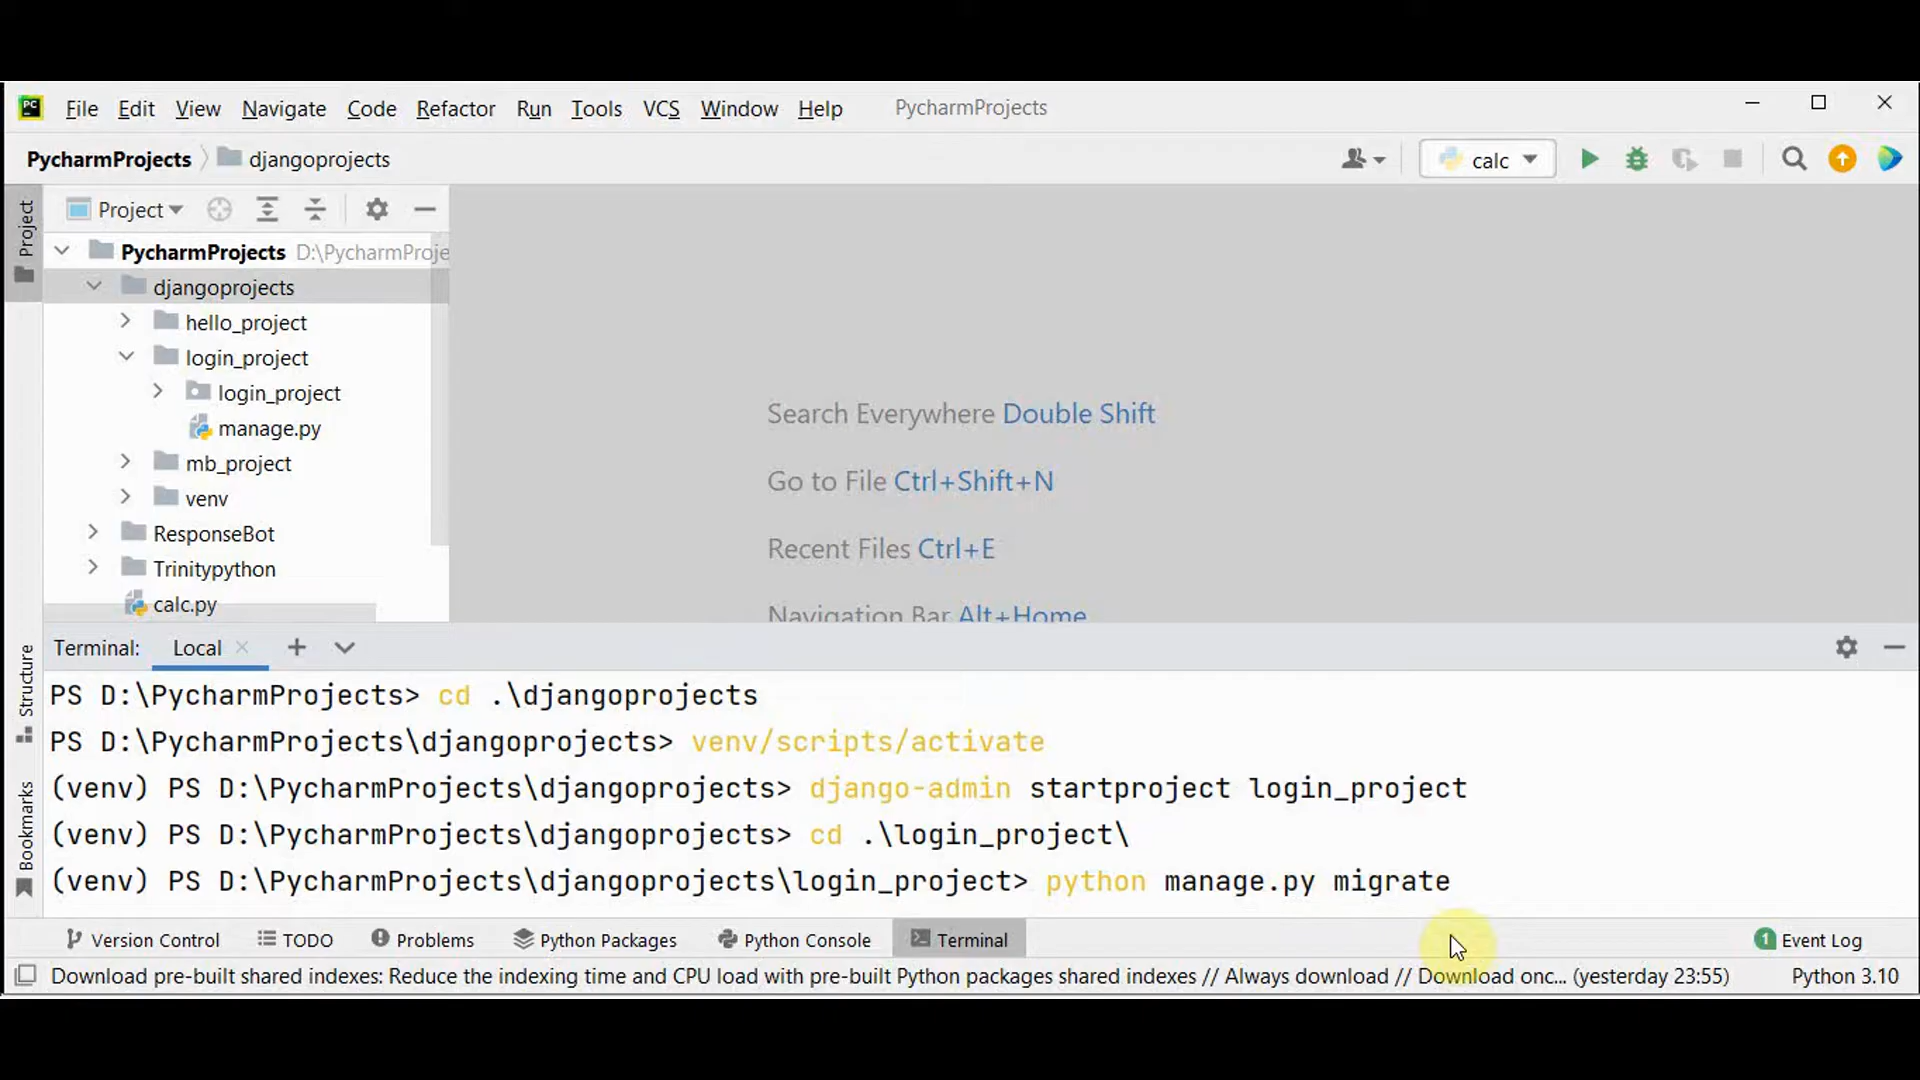 PC File Edit View Navigate Code Refactor Run Tools VCS Window Help PycharmProjects
PycharmProjects djangoprojects calc
Project
Project
PycharmProjects D:\PycharmProje
djangoprojects
hello_project
login_project
login_project
manage.py
mb_project
venv
ResponseBot
Trinitypython
calc.py
Search Everywhere Double Shift
Go to File Ctrl+Shift+N
Recent Files Ctrl+E
Navigation Bar Alt+Home
Structure
Bookmarks
Terminal: Local
PS D:\PycharmProjects> cd .\djangoprojects
PS D:\PycharmProjects\djangoprojects> venv/scripts/activate
(venv) PS D:\PycharmProjects\djangoprojects> django-admin startproject login_project
(venv) PS D:\PycharmProjects\djangoprojects> cd .\login_project\
(venv) PS D:\PycharmProjects\djangoprojects\login_project> python manage.py migrate
Version Control TODO Problems Python Packages Python Console Terminal 1 Event Log
Download pre-built shared indexes: Reduce the indexing time and CPU load with pre-built Python packages shared indexes // Always download // Download onc... (yesterday 23:55) Python 3.10